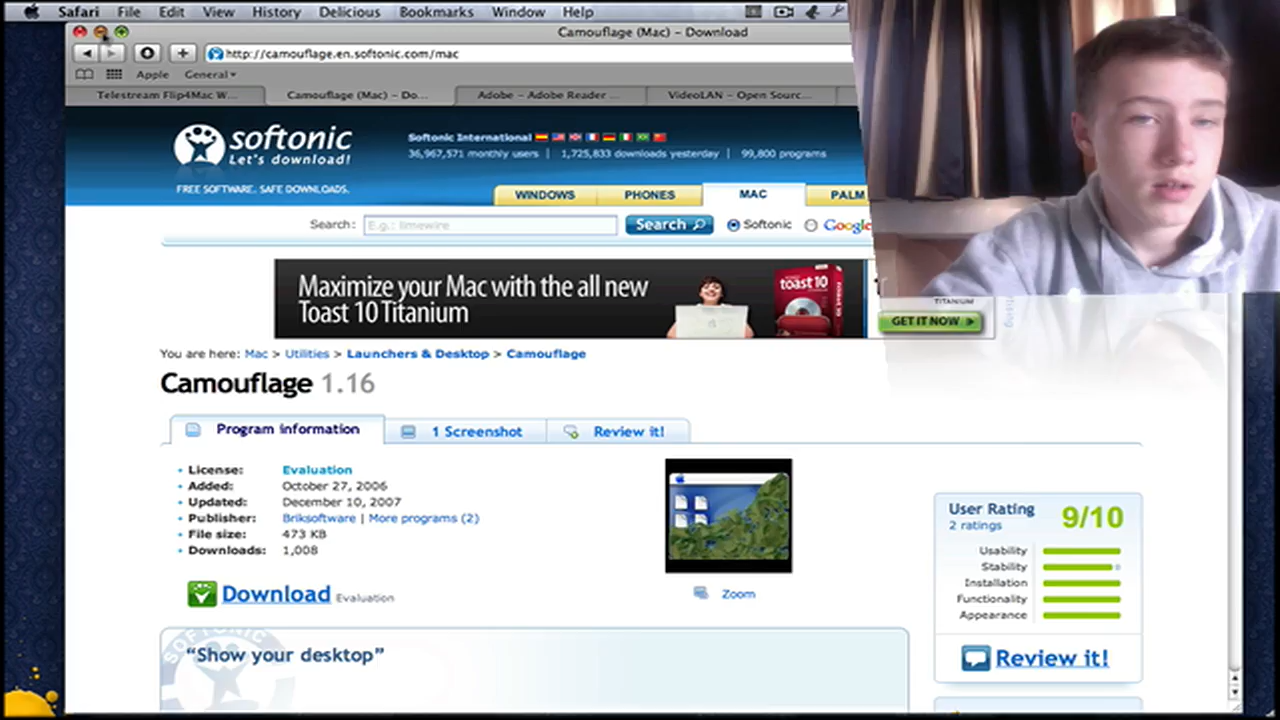 Safari File Edit View History Delicious Bookmarks Window Help
Camouflage (Mac) – Download
http://camouflage.en.softonic.com/mac
Apple General
Telestream Flip4Mac W... Camouflage (Mac) – Do... Adobe – Adobe Reader ... VideoLAN – Open Sourc...
softonic
Let's download!
FREE SOFTWARE. SAFE DOWNLOADS.
Softonic International
36,967,571 monthly users | 1,725,833 downloads yesterday | 99,800 programs
WINDOWS PHONES MAC PALM
Search: E.g.: limewire Search Softonic Google
Maximize your Mac with the all new
Toast 10 Titanium
toast 10
TITANIUM
GET IT NOW
You are here: Mac > Utilities > Launchers & Desktop > Camouflage
Camouflage 1.16
Program information 1 Screenshot Review it!
License: Evaluation
Added: October 27, 2006
Updated: December 10, 2007
Publisher: Briksoftware | More programs (2)
File size: 473 KB
Downloads: 1,008
Download Evaluation
Zoom
User Rating 9/10
2 ratings
Usability
Stability
Installation
Functionality
Appearance
Review it!
SOFTONIC
"Show your desktop"